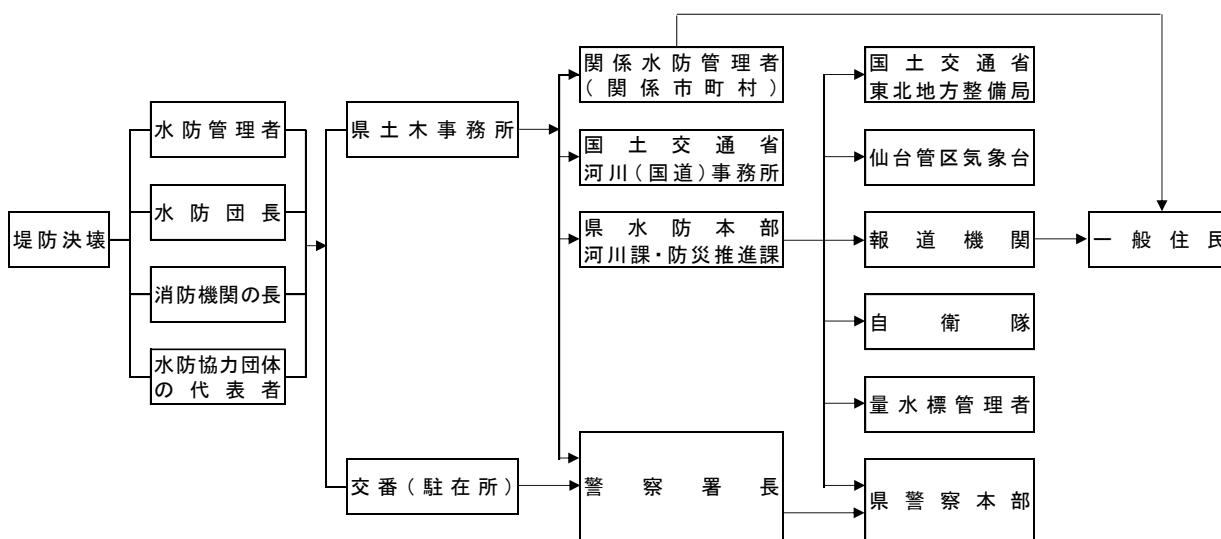 堤防決壊
水防管理者
水防団長
消防機関の長
水防協力団体
の代表者
県土木事務所
交番(駐在所)
関係水防管理者
(関係市町村)
国土交通省
河川(国道)事務所
県水防本部
河川課・防災推進課
警察署長
国土交通省
東北地方整備局
仙台管区気象台
報道機関
自衛隊
量水標管理者
県警察本部
一般住民